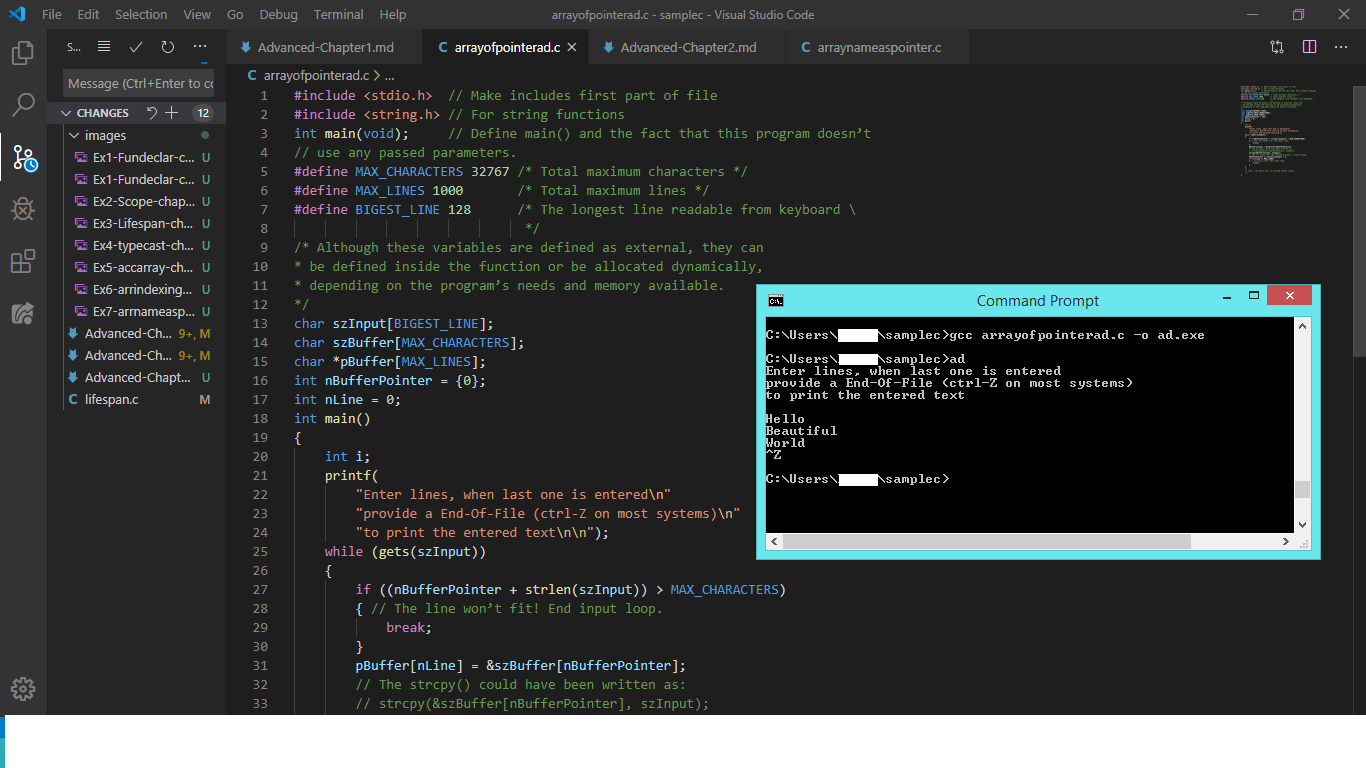 File Edit Selection View Go Debug Terminal Help arrayofpointerad.c - samplec - Visual Studio Code
S...
Advanced-Chapter1.md
arrayofpointerad.c
Advanced-Chapter2.md
arraynameaspointer.c
Message (Ctrl+Enter to cc
CHANGES 12
images
Ex1-Fundeclar-c... U
Ex1-Fundeclar-c... U
Ex2-Scope-chap... U
Ex3-Lifespan-ch... U
Ex4-typecast-ch... U
Ex5-accarray-ch... U
Ex6-arrindexing... U
Ex7-arrnameasp... U
Advanced-Ch... 9+, M
Advanced-Ch... 9+, M
Advanced-Chapt... U
C lifespan.c M
C arrayofpointerad.c > ...
1 #include <stdio.h> // Make includes first part of file
2 #include <string.h> // For string functions
3 int main(void); // Define main() and the fact that this program doesn’t
4 // use any passed parameters.
5 #define MAX_CHARACTERS 32767 /* Total maximum characters */
6 #define MAX_LINES 1000 /* Total maximum lines */
7 #define BIGEST_LINE 128 /* The longest line readable from keyboard \
8 */
9 /* Although these variables are defined as external, they can
10 * be defined inside the function or be allocated dynamically,
11 * depending on the program’s needs and memory available.
12 */
13 char szInput[BIGEST_LINE];
14 char szBuffer[MAX_CHARACTERS];
15 char *pBuffer[MAX_LINES];
16 int nBufferPointer = {0};
17 int nLine = 0;
18 int main()
19 {
20 int i;
21 printf(
22 "Enter lines, when last one is entered\n"
23 "provide a End-Of-File (ctrl-Z on most systems)\n"
24 "to print the entered text\n\n");
25 while (gets(szInput))
26 {
27 if ((nBufferPointer + strlen(szInput)) > MAX_CHARACTERS)
28 { // The line won’t fit! End input loop.
29 break;
30 }
31 pBuffer[nLine] = &szBuffer[nBufferPointer];
32 // The strcpy() could have been written as:
33 // strcpy(&szBuffer[nBufferPointer], szInput);
Command Prompt
C:\Users\ \samplec>gcc arrayofpointerad.c -o ad.exe
C:\Users\ \samplec>ad
Enter lines, when last one is entered
provide a End-Of-File (ctrl-Z on most systems)
to print the entered text
Hello
Beautiful
World
^Z
C:\Users\ \samplec>